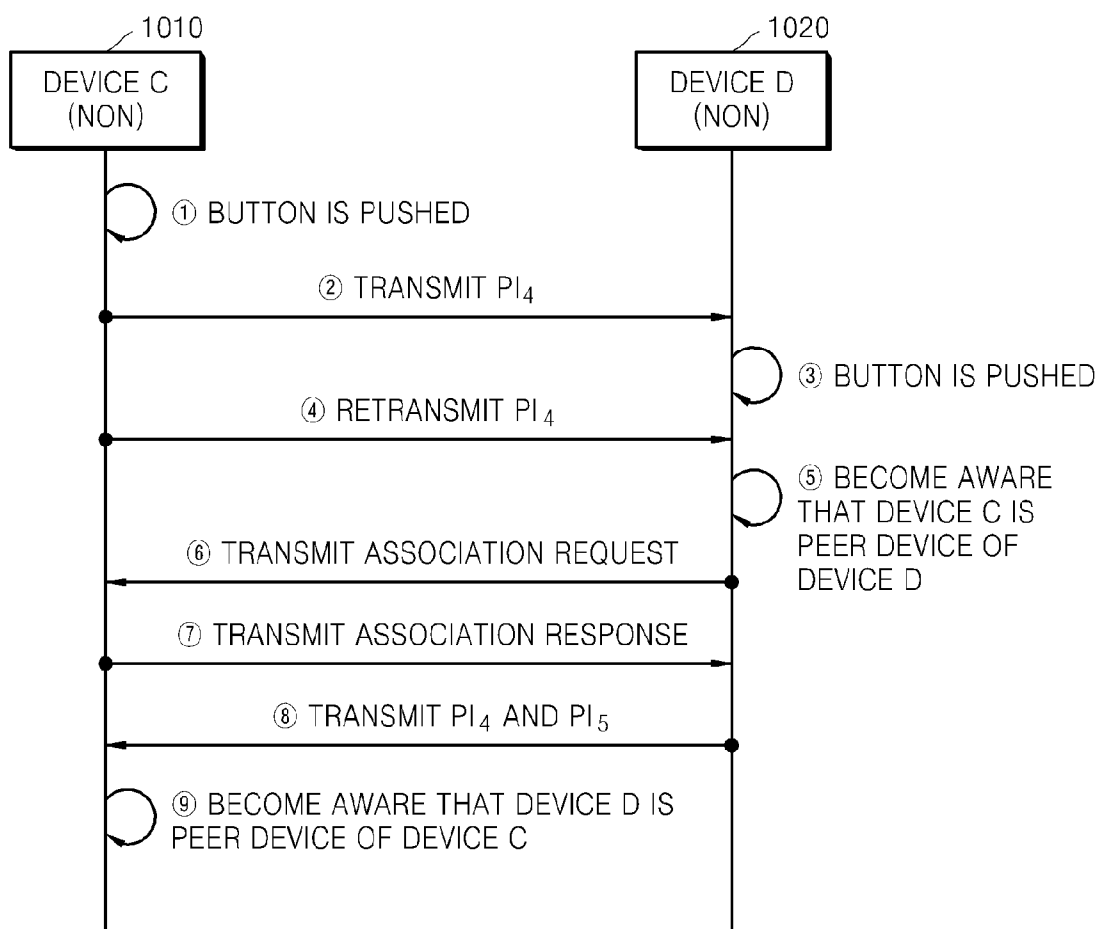 1010
1020
DEVICE C
(NON)
DEVICE D
(NON)
① BUTTON IS PUSHED
② TRANSMIT PI₄
③ BUTTON IS PUSHED
④ RETRANSMIT PI₄
⑤ BECOME AWARE
THAT DEVICE C IS
PEER DEVICE OF
DEVICE D
⑥ TRANSMIT ASSOCIATION REQUEST
⑦ TRANSMIT ASSOCIATION RESPONSE
⑧ TRANSMIT PI₄ AND PI₅
⑨ BECOME AWARE THAT DEVICE D IS
PEER DEVICE OF DEVICE C